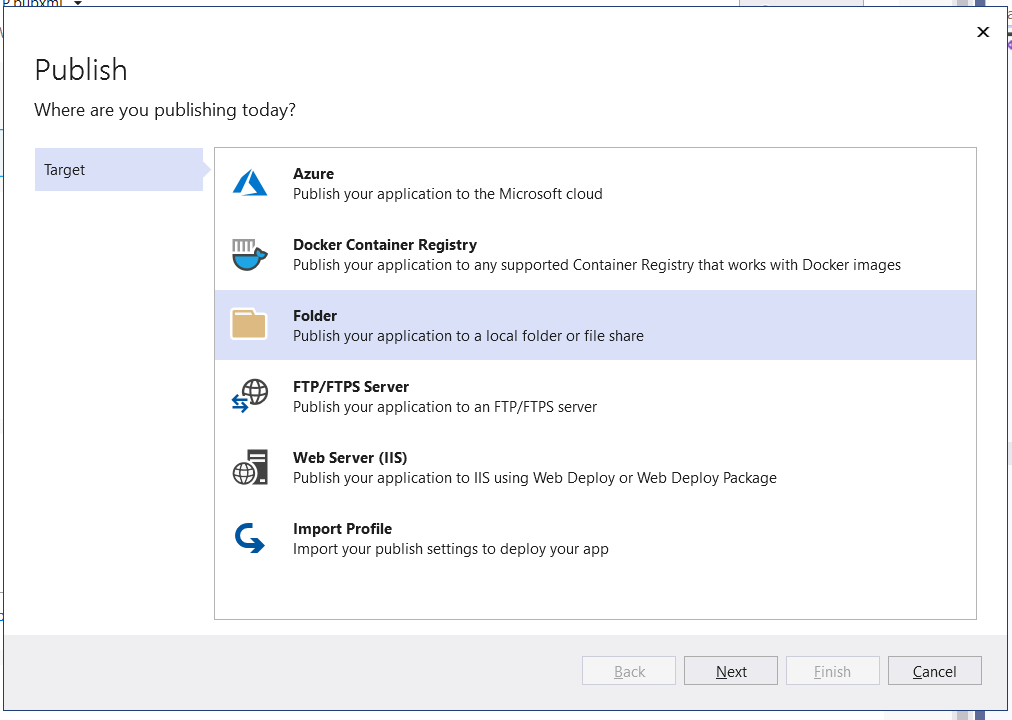 Publish
Where are you publishing today?
Target
Azure
Publish your application to the Microsoft cloud
Docker Container Registry
Publish your application to any supported Container Registry that works with Docker images
Folder
Publish your application to a local folder or file share
FTP/FTPS Server
Publish your application to an FTP/FTPS server
Web Server (IIS)
Publish your application to IIS using Web Deploy or Web Deploy Package
Import Profile
Import your publish settings to deploy your app
Back
Next
Finish
Cancel